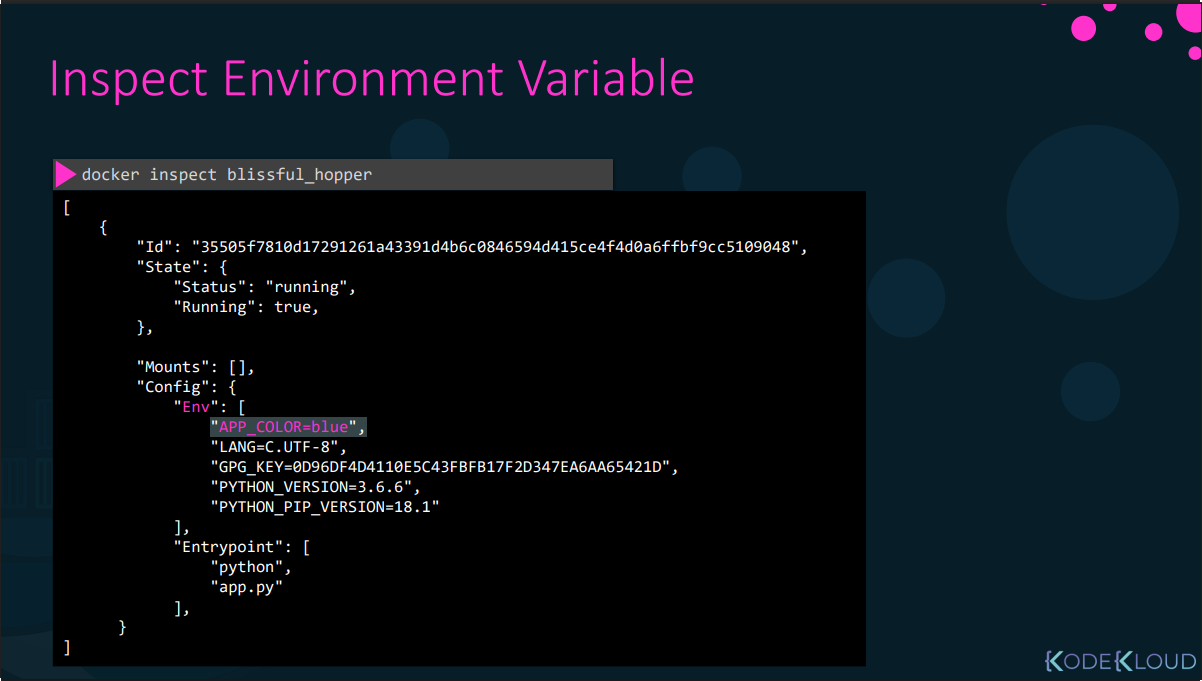 Inspect Environment Variable
docker inspect blissful_hopper
[
    {
        "Id": "35505f7810d17291261a43391d4b6c0846594d415ce4f4d0a6ffbf9cc5109048",
        "State": {
            "Status": "running",
            "Running": true,
        },
        "Mounts": [],
        "Config": {
            "Env": [
                "APP_COLOR=blue",
                "LANG=C.UTF-8",
                "GPG_KEY=0D96DF4D4110E5C43FBFB17F2D347EA6AA65421D",
                "PYTHON_VERSION=3.6.6",
                "PYTHON_PIP_VERSION=18.1"
            ],
            "Entrypoint": [
                "python",
                "app.py"
            ],
      }
]
KODEKLOUD